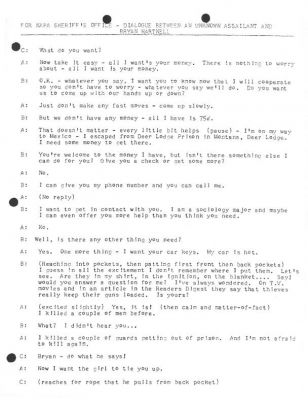 FOR NAPA SHERIFF'S OFFICE - DIALOGUE BETWEEN AN UNKNOWN ASSAILANT AND
BRYAN HARTNELL
C: What do you want?
A: Now take it easy - all I want's your money. There is nothing to worry
about - all I want is your money.
B: O.K. - whatever you say. I want you to know now that I will cooperate
so you don't have to worry - whatever you say we'll do. Do you want
us to come up with our hands up or down?
A: Just don't make any fast moves - come up slowly.
B: But we don't have any money - all I have is 75¢.
A: That doesn't matter - every little bit helps (pause) - I'm on my way
to Mexico - I escaped from Deer Lodge Prison in Montana, Deer Lodge.
I need some money to get there.
B: You're welcome to the money I have, but isn't there something else I
can do for you? Give you a check or get some more?
A: No.
B: I can give you my phone number and you can call me.
A: (No reply)
B: I want to get in contact with you. I am a sociology major and maybe
I can even offer you more help than you think you need.
A: No.
B: Well, is there any other thing you need?
A: Yes. One more thing - I want your car keys. My car is not.
B: (Reaching into pockets, then patting first front then back pockets)
I guess in all the excitement I don't remember where I put them. Let's
see. Are they in my shirt, in the ignition, on the blanket.... Say!
would you answer a question for me? I've always wondered. On T.V.
movies and in an article in the Readers Digest they say that thieves
really keep their guns loaded. Is yours?
A: (excited slightly) Yes, it is! (then calm and matter-of-fact)
I killed a couple of men before.
B: What? I didn't hear you...
A: I killed a couple of guards getting out of prison. And I'm not afraid
to kill again.
C: Bryan - do what he says!
A: Now I want the girl to tie you up.
C: (reaches for rope that he pulls from back pocket)